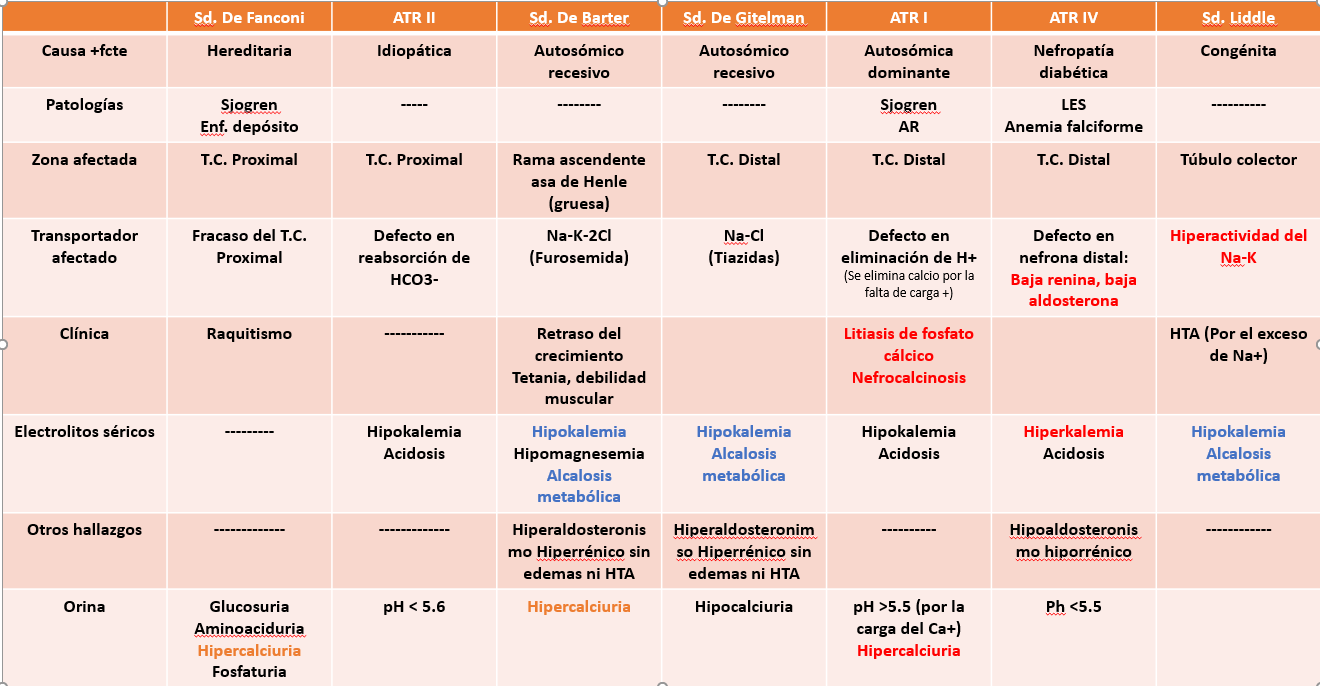 Sd. De Fanconi
ATR II
Sd. De Barter
Sd. De Gitelman
ATR I
ATR IV
Sd. Liddle
Causa +fcte
Hereditaria
Idiopática
Autosómico
recesivo
Autosómico
recesivo
Autosómica
dominante
Nefropatía
diabética
Congénita
Patologías
Sjogren
Enf. depósito
-----
--------
--------
Sjogren
AR
LES
Anemia falciforme
----------
Zona afectada
T.C. Proximal
T.C. Proximal
Rama ascendente
asa de Henle
(gruesa)
T.C. Distal
T.C. Distal
T.C. Distal
Túbulo colector
Transportador
afectado
Fracaso del T.C.
Proximal
Defecto en
reabsorción de
HCO3-
Na-K-2Cl
(Furosemida)
Na-Cl
(Tiazidas)
Defecto en
eliminación de H+
(Se elimina calcio por la
falta de carga +)
Defecto en
nefrona distal:
Baja renina, baja
aldosterona
Hiperactividad del
Na-K
Clínica
Raquitismo
-----------
Retraso del
crecimiento
Tetania, debilidad
muscular
Litiasis de fosfato
cálcico
Nefrocalcinosis
HTA (Por el exceso
de Na+)
Electrolitos séricos
---------
Hipokalemia
Acidosis
Hipokalemia
Hipomagnesemia
Alcalosis
metabólica
Hipokalemia
Alcalosis
metabólica
Hipokalemia
Acidosis
Hiperkalemia
Acidosis
Hipokalemia
Alcalosis
metabólica
Otros hallazgos
-------------
-------------
Hiperaldosteronis
mo Hiperrénico sin
edemas ni HTA
Hiperaldosteronim
so Hiperrénico sin
edemas ni HTA
----------
Hipoaldosteronis
mo hiporrénico
------------
Orina
Glucosuria
Aminoaciduria
Hipercalciuria
Fosfaturia
pH < 5.6
Hipercalciuria
Hipocalciuria
pH >5.5 (por la
carga del Ca+)
Hipercalciuria
Ph <5.5